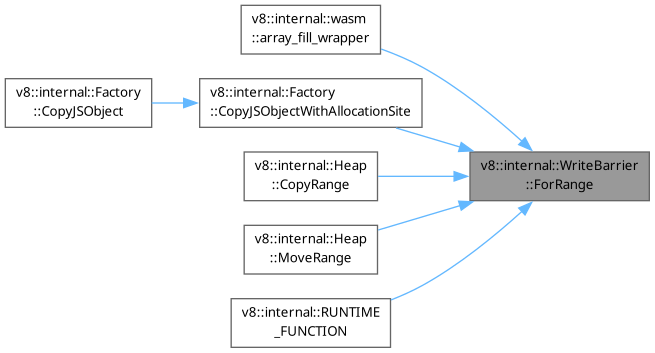 v8::internal::wasm
::array_fill_wrapper
v8::internal::Factory
::CopyJSObject
v8::internal::Factory
::CopyJSObjectWithAllocationSite
v8::internal::Heap
::CopyRange
v8::internal::WriteBarrier
::ForRange
v8::internal::Heap
::MoveRange
v8::internal::RUNTIME
_FUNCTION